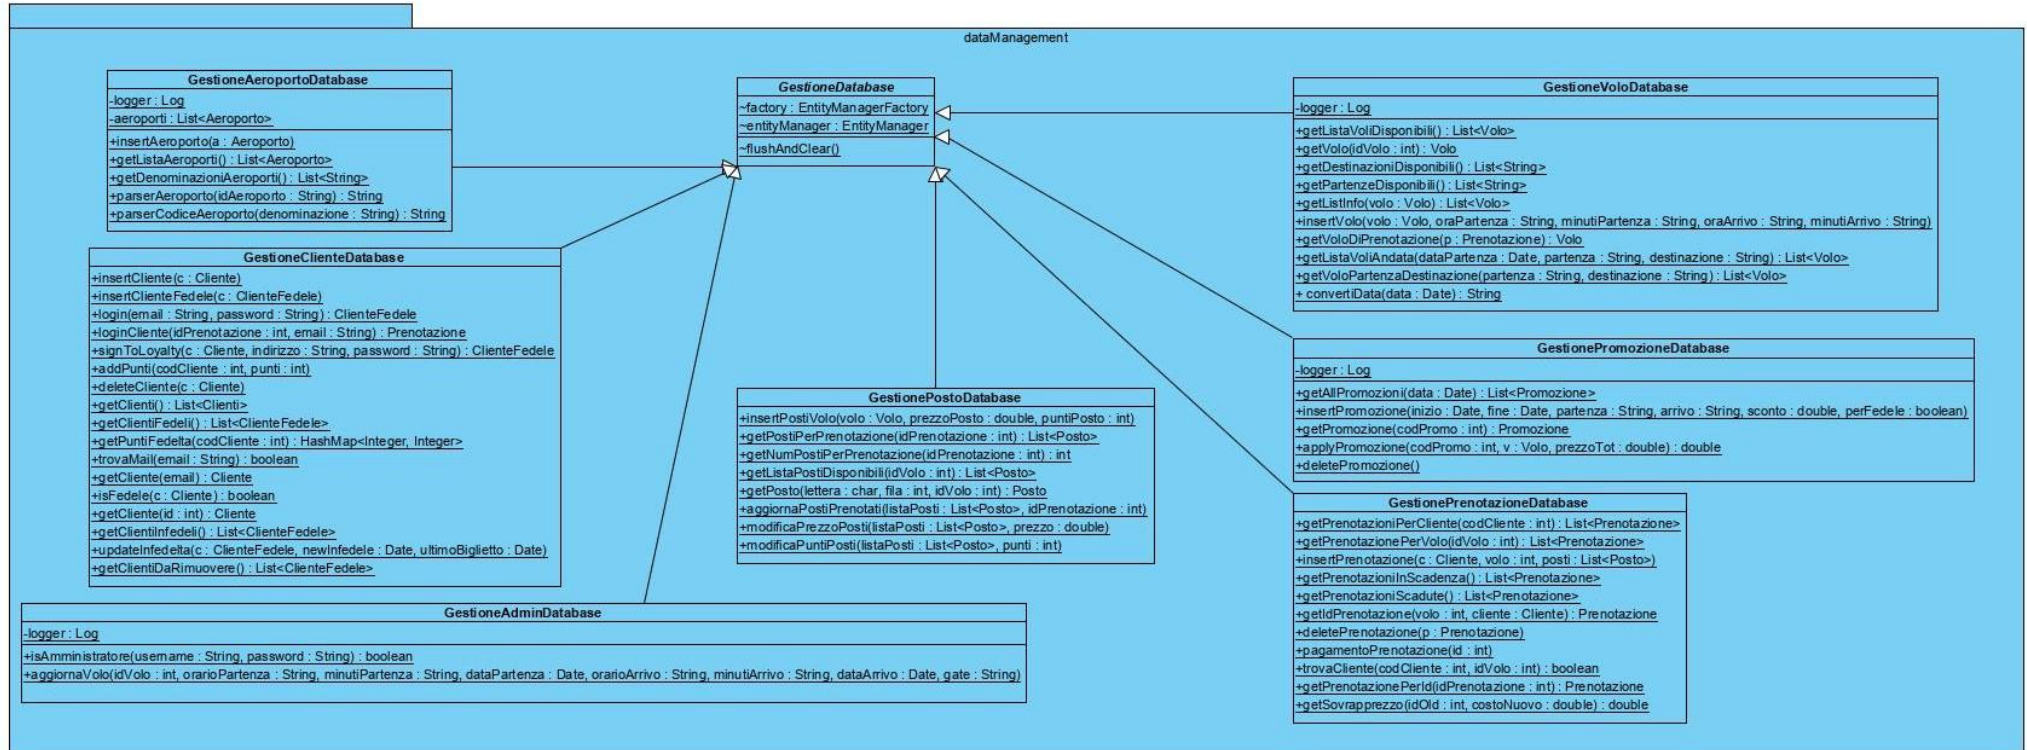 dataManagement
GestioneAeroportoDatabase
-logger : Log
-aeroporti : List<Aeroporto>
+insertAeroporto(a : Aeroporto)
+getListaAeroporti() : List<Aeroporto>
+getDenominazioniAeroporti() : List<String>
+parserAeroporto(idAeroporto : String) : String
+parserCodiceAeroporto(denominazione : String) : String
GestioneClienteDatabase
+insertCliente(c : Cliente)
+insertClienteFedele(c : ClienteFedele)
+login(email : String, password : String) : ClienteFedele
+loginCliente(idPrenotazione : int, email : String) : Prenotazione
+signToLoyalty(c : Cliente, indirizzo : String, password : String) : ClienteFedele
+addPunti(codCliente : int, punti : int)
+deleteCliente(c : Cliente)
+getClienti() : List<Clienti>
+getClientiFedeli() : List<ClienteFedele>
+getPuntiFedelta(codCliente : int) : HashMap<Integer, Integer>
+trovaMail(email : String) : boolean
+getCliente(email) : Cliente
+isFedele(c : Cliente) : boolean
+getCliente(id : int) : Cliente
+getClientiInfedeli() : List<ClienteFedele>
+updateInfedelta(c : ClienteFedele, newInfedele : Date, ultimoBiglietto : Date)
+getClientiDaRimuovere() : List<ClienteFedele>
GestioneAdminDatabase
-logger : Log
+isAmministratore(username : String, password : String) : boolean
+aggiornaVolo(idVolo : int, orarioPartenza : String, minutiPartenza : String, dataPartenza : Date, orarioArrivo : String, minutiArrivo : String, dataArrivo : Date, gate : String)
GestioneDatabase
~factory : EntityManagerFactory
~entityManager : EntityManager
~flushAndClear()
GestionePostoDatabase
+insertPostiVolo(volo : Volo, prezzoPosto : double, puntiPosto : int)
+getPostiPerPrenotazione(idPrenotazione : int) : List<Posto>
+getNumPostiPerPrenotazione(idPrenotazione : int) : int
+getListaPostiDisponibili(idVolo : int) : List<Posto>
+getPosto(lettera : char, fila : int, idVolo : int) : Posto
+aggiornaPostiPrenotati(listaPosti : List<Posto>, idPrenotazione : int)
+modificaPrezzoPosti(listaPosti : List<Posto>, prezzo : double)
+modificaPuntiPosti(listaPosti : List<Posto>, punti : int)
GestioneVoloDatabase
-logger : Log
+getListaVoliDisponibili() : List<Volo>
+getVolo(idVolo : int) : Volo
+getDestinazioniDisponibili() : List<String>
+getPartenzeDisponibili() : List<String>
+getListInfo(volo : Volo) : List<Volo>
+insertVolo(volo : Volo, oraPartenza : String, minutiPartenza : String, oraArrivo : String, minutiArrivo : String)
+getVoloDiPrenotazione(p : Prenotazione) : Volo
+getListaVoliAndata(dataPartenza : Date, partenza : String, destinazione : String) : List<Volo>
+getVoloPartenzaDestinazione(partenza : String, destinazione : String) : List<Volo>
+ convertiData(data : Date) : String
GestionePromozioneDatabase
-logger : Log
+getAllPromozioni(data : Date) : List<Promozione>
+insertPromozione(inizio : Date, fine : Date, partenza : String, arrivo : String, sconto : double, perFedele : boolean)
+getPromozione(codPromo : int) : Promozione
+applyPromozione(codPromo : int, v : Volo, prezzoTot : double) : double
+deletePromozione()
GestionePrenotazioneDatabase
+getPrenotazioniPerCliente(codCliente : int) : List<Prenotazione>
+getPrenotazionePerVolo(idVolo : int) : List<Prenotazione>
+insertPrenotazione(c : Cliente, volo : int, posti : List<Posto>)
+getPrenotazioniInScadenza() : List<Prenotazione>
+getPrenotazioniScadute() : List<Prenotazione>
+getIdPrenotazione(volo : int, cliente : Cliente) : Prenotazione
+deletePrenotazione(p : Prenotazione)
+pagamentoPrenotazione(id : int)
+trovaCliente(codCliente : int, idVolo : int) : boolean
+getPrenotazionePerId(idPrenotazione : int) : Prenotazione
+getSovrapprezzo(idOld : int, costoNuovo : double) : double